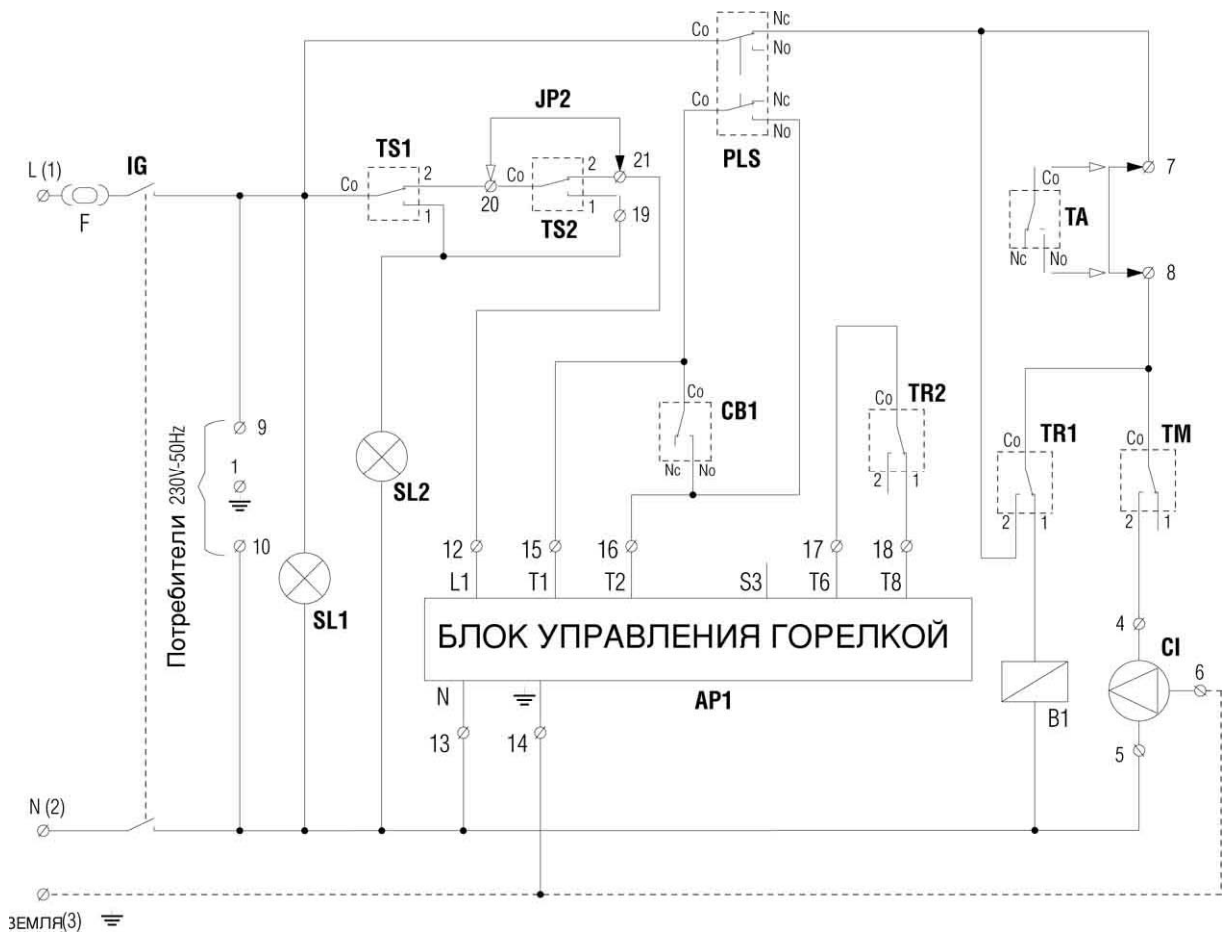 Nc
Co
No
JP2
Co
Nc
No
PLS
L (1)
IG
F
TS1
Co
2
1
20
Co
2
1
TS2
21
19
7
Co
TA
Nc
No
8
Co
CB1
Nc
No
Co
TR2
2
1
Co
TR1
2
1
Co
TM
2
1
Потребители 230V-50Hz
9
1
10
SL2
SL1
12
15
16
17
18
L1
T1
T2
S3
T6
T8
БЛОК УПРАВЛЕНИЯ ГОРЕЛКОЙ
N
AP1
13
14
B1
4
CI
6
5
N (2)
ЗЕМЛЯ(3)